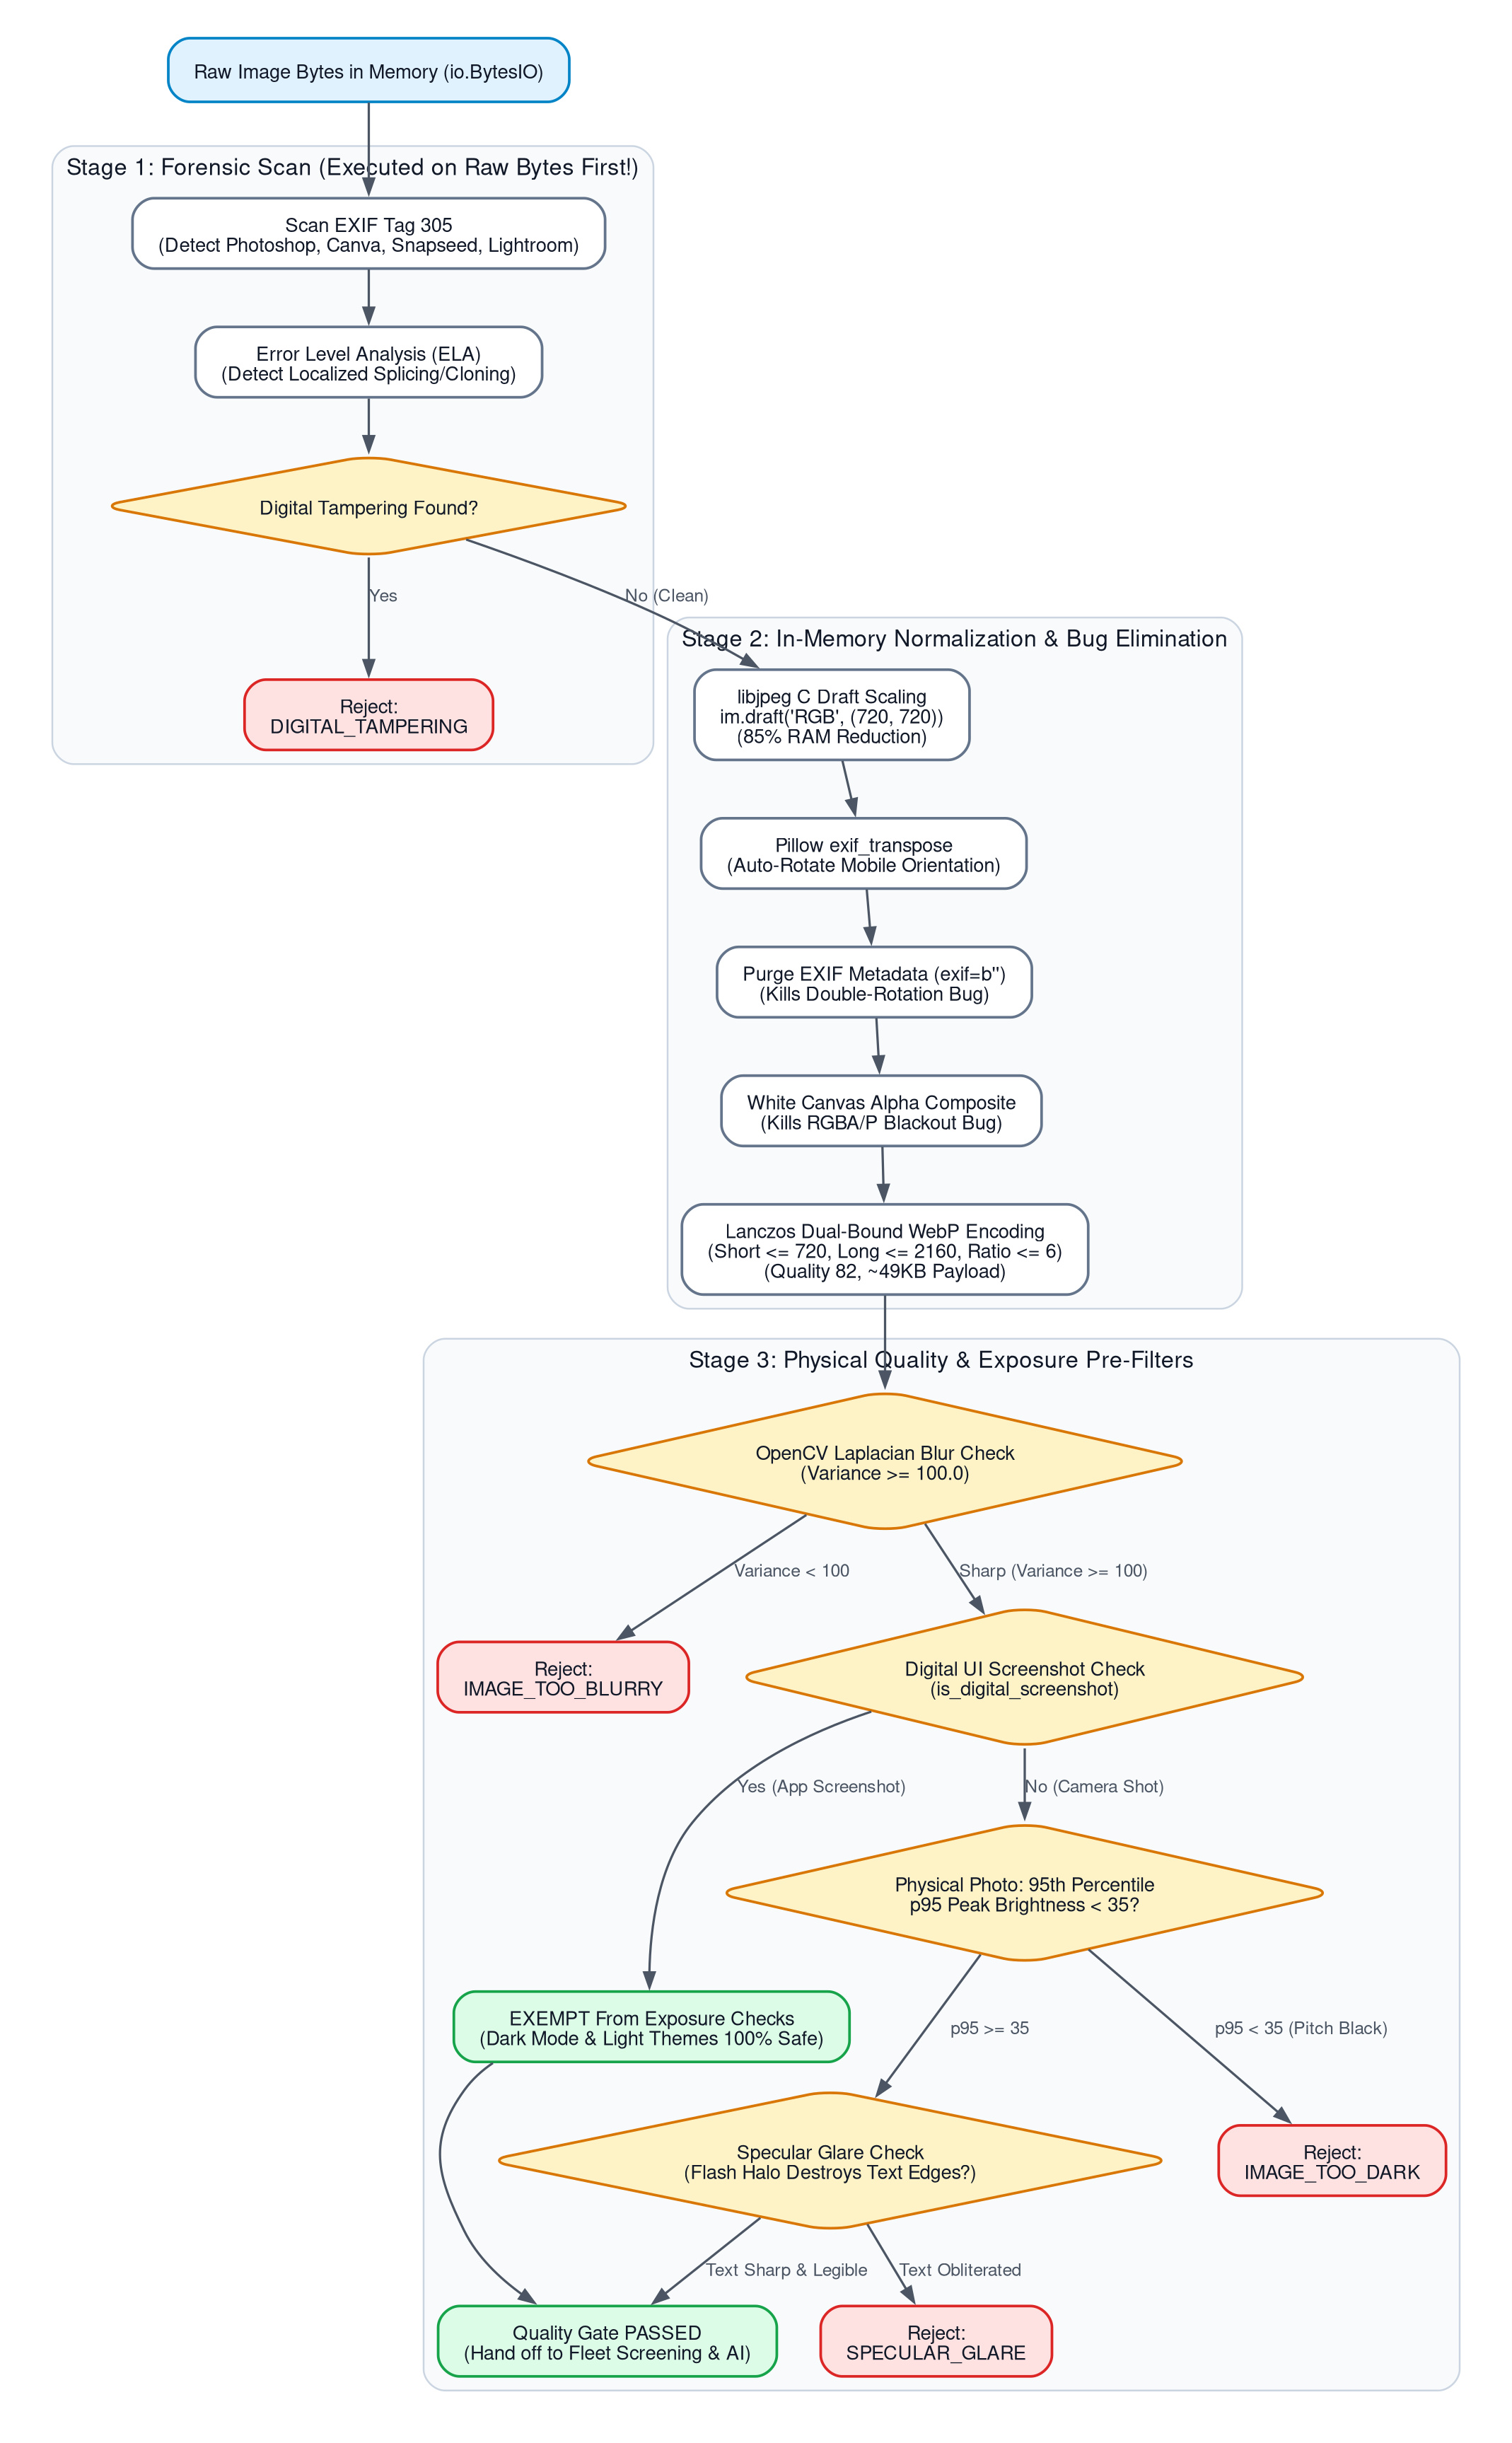 Raw Image Bytes in Memory (io.BytesIO)
Stage 1: Forensic Scan (Executed on Raw Bytes First!)
Scan EXIF Tag 305
(Detect Photoshop, Canva, Snapseed, Lightroom)
Error Level Analysis (ELA)
(Detect Localized Splicing/Cloning)
Digital Tampering Found?
Yes
No (Clean)
Reject:
DIGITAL_TAMPERING
Stage 2: In-Memory Normalization & Bug Elimination
libjpeg C Draft Scaling
im.draft('RGB', (720, 720))
(85% RAM Reduction)
Pillow exif_transpose
(Auto-Rotate Mobile Orientation)
Purge EXIF Metadata (exif=b'')
(Kills Double-Rotation Bug)
White Canvas Alpha Composite
(Kills RGBA/P Blackout Bug)
Lanczos Dual-Bound WebP Encoding
(Short <= 720, Long <= 2160, Ratio <= 6)
(Quality 82, ~49KB Payload)
Stage 3: Physical Quality & Exposure Pre-Filters
OpenCV Laplacian Blur Check
(Variance >= 100.0)
Variance < 100
Sharp (Variance >= 100)
Reject:
IMAGE_TOO_BLURRY
Digital UI Screenshot Check
(is_digital_screenshot)
Yes (App Screenshot)
No (Camera Shot)
Physical Photo: 95th Percentile
p95 Peak Brightness < 35?
EXEMPT From Exposure Checks
(Dark Mode & Light Themes 100% Safe)
p95 >= 35
p95 < 35 (Pitch Black)
Specular Glare Check
(Flash Halo Destroys Text Edges?)
Reject:
IMAGE_TOO_DARK
Text Sharp & Legible
Text Obliterated
Quality Gate PASSED
(Hand off to Fleet Screening & AI)
Reject:
SPECULAR_GLARE